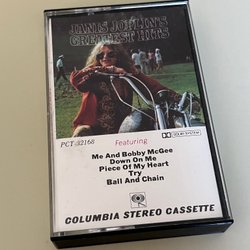 JANIS JOPLIN'S
GREATEST HITS
PCT-32168
Featuring
DOLBY SYSTEM
Me And Bobby McGee
Down On Me
Piece Of My Heart
Try
Ball And Chain
COLUMBIA STEREO CASSETTE